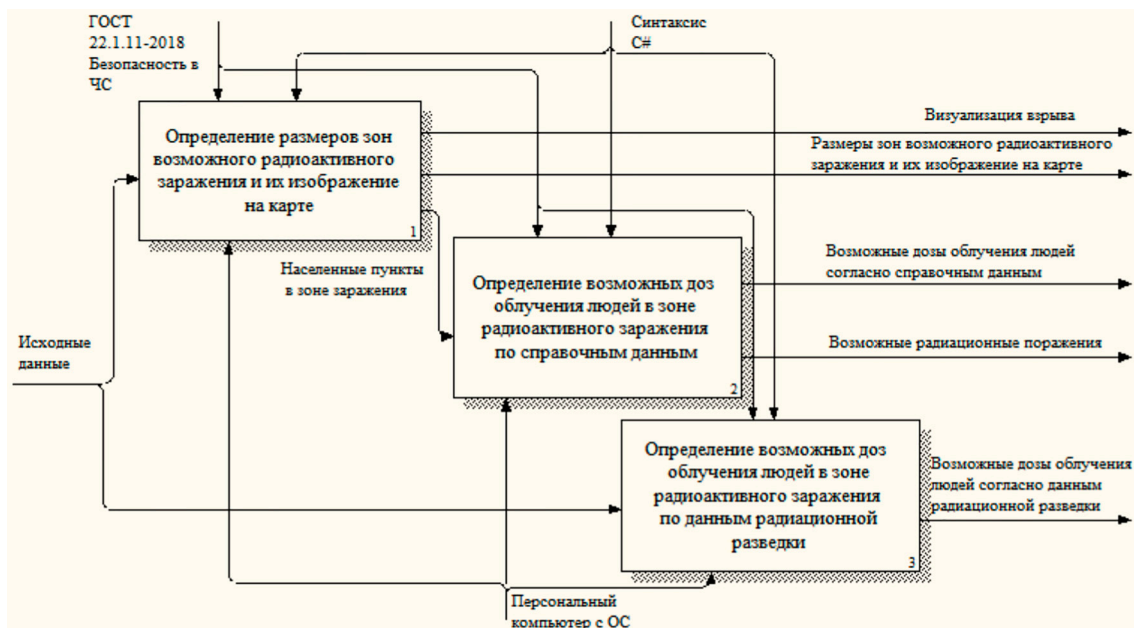 ГОСТ
22.1.11-2018
Безопасность в
ЧС
Синтаксис
C#
Определение размеров зон
возможного радиоактивного
заражения и их изображение
на карте
1
Визуализация взрыва
Размеры зон возможного радиоактивного
заражения и их изображение на карте
Населенные пункты
в зоне заражения
Определение возможных доз
облучения людей в зоне
радиоактивного заражения
по справочным данным
2
Возможные дозы облучения людей
согласно справочным данным
Возможные радиационные поражения
Исходные
данные
Определение возможных доз
облучения людей в зоне
радиоактивного заражения
по данным радиационной
разведки
3
Возможные дозы облучения
людей согласно данным
радиационной разведки
Персональный
компьютер с ОС